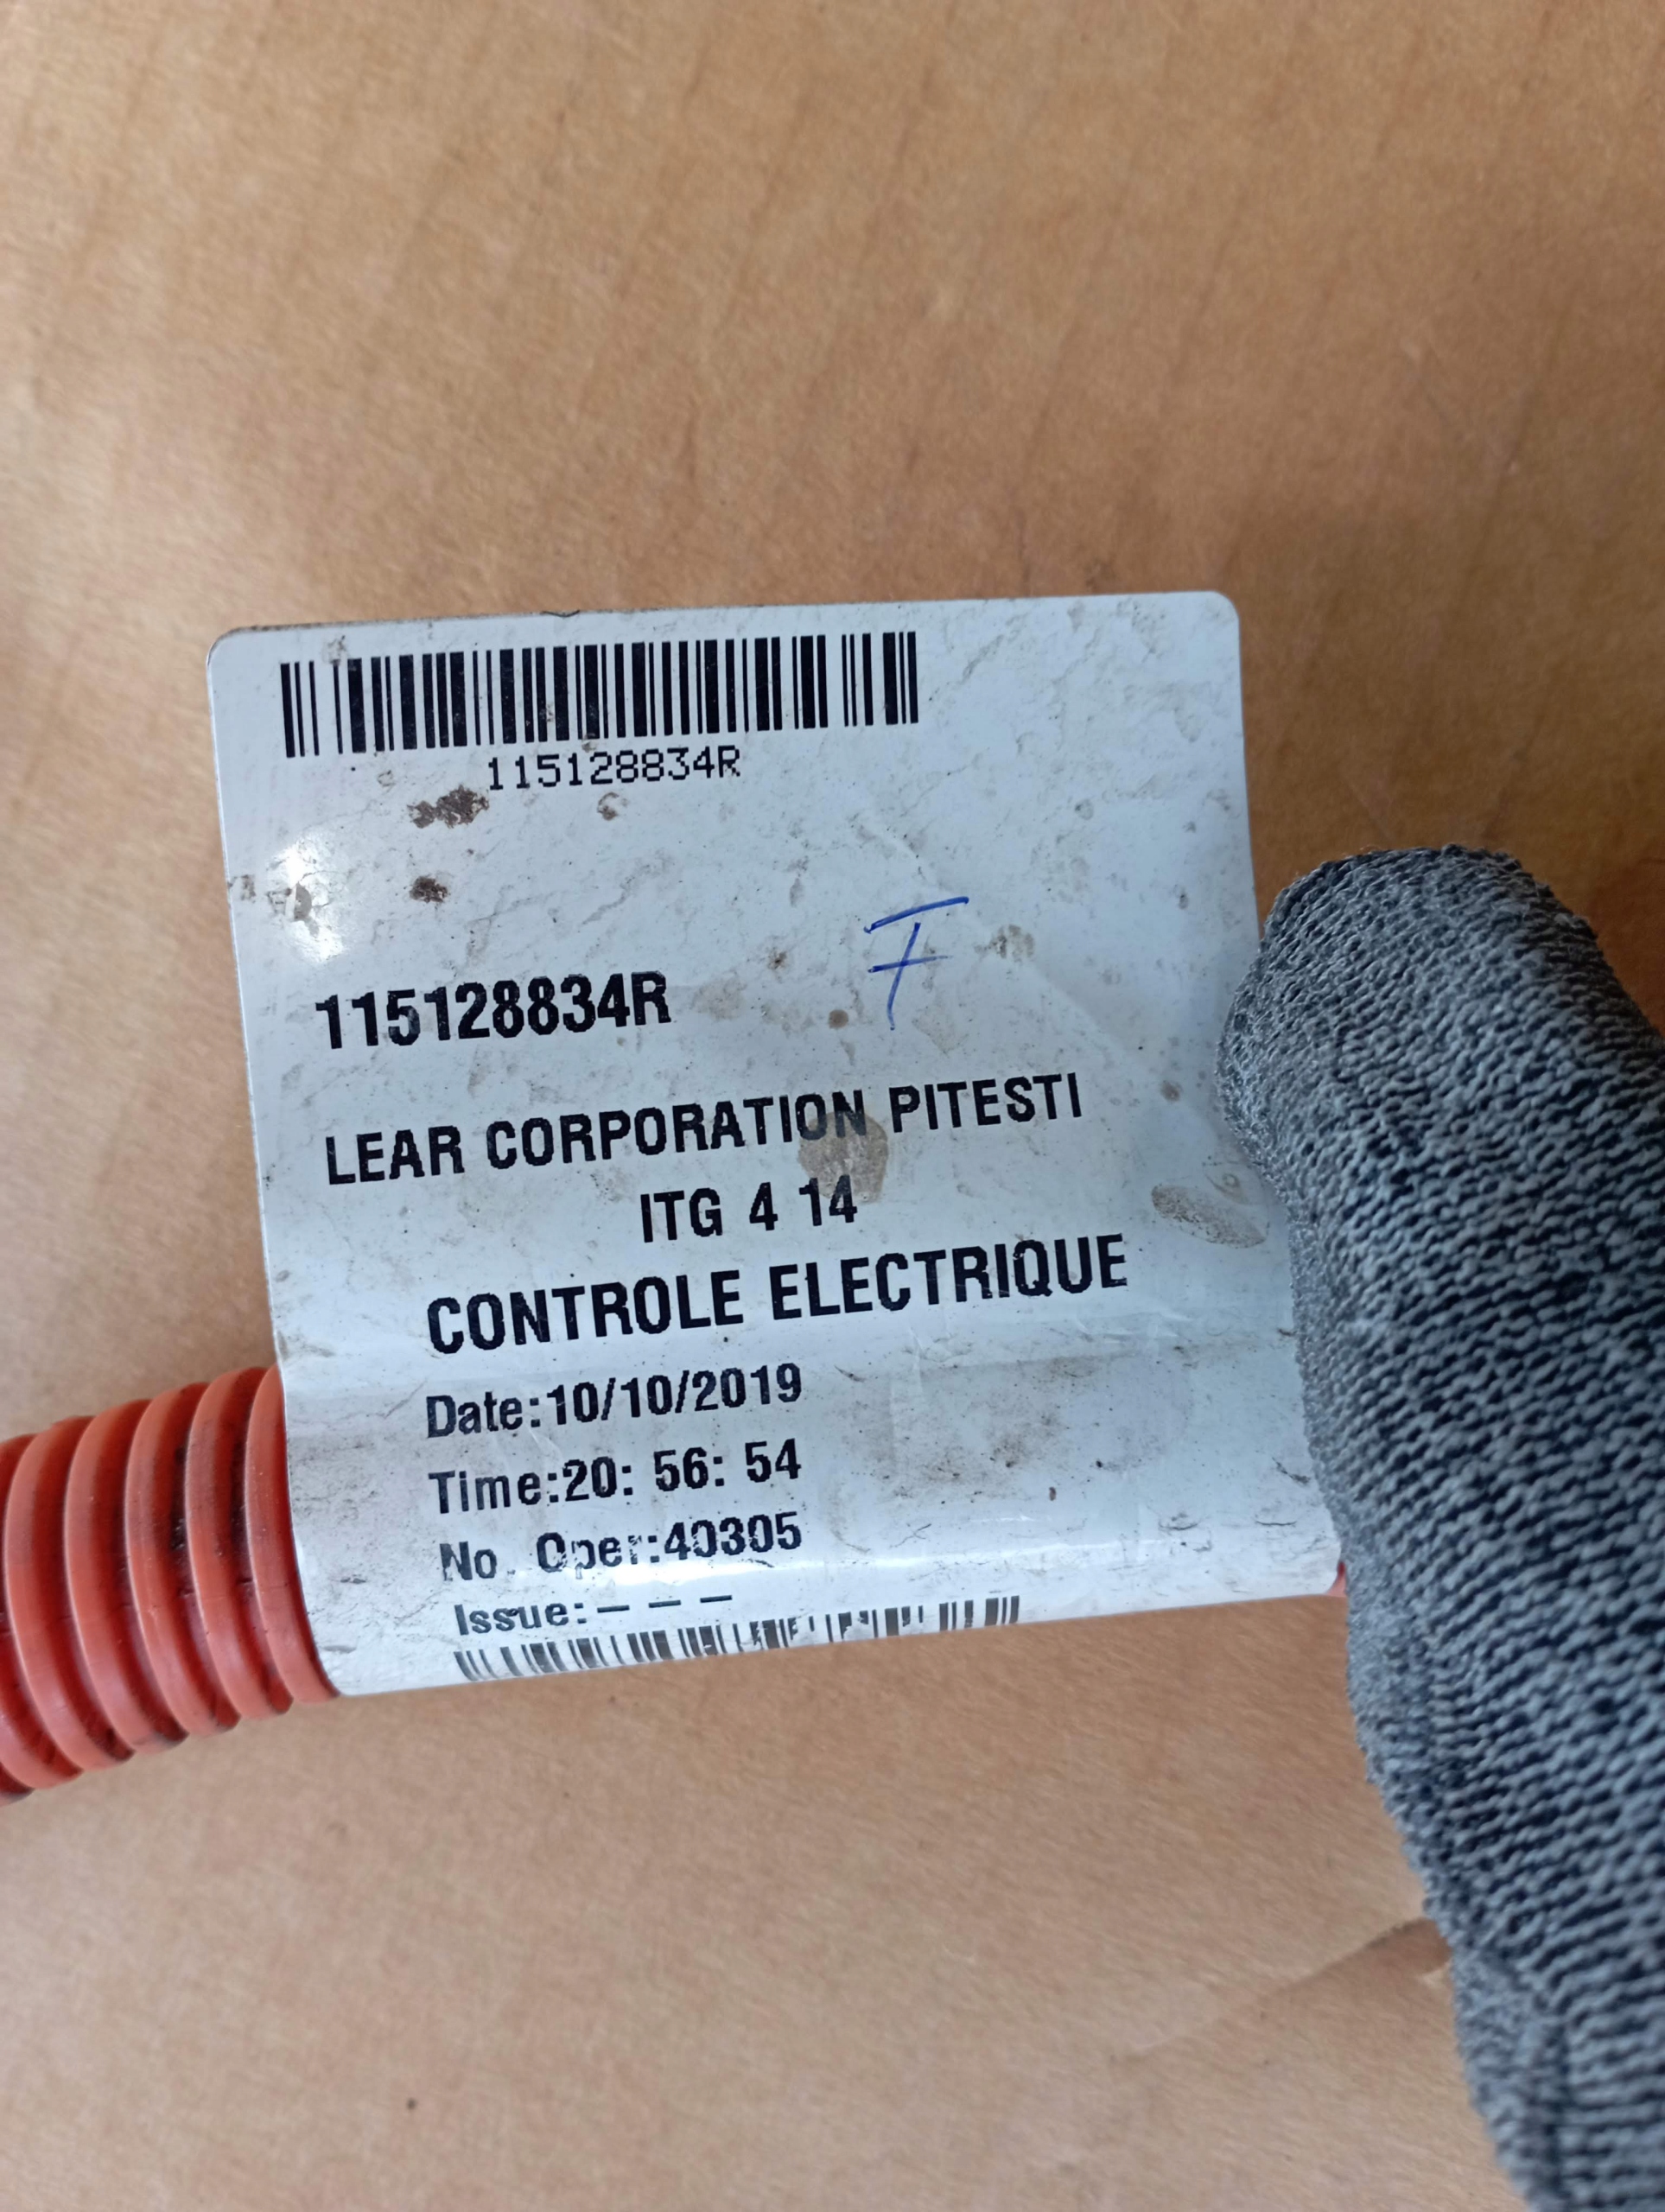 115128834R
F
115128834R
LEAR CORPORATION PITESTI
ITG 4 14
CONTROLE ELECTRIQUE
Date:10/10/2019
Time:20: 56: 54
No. Oper:40305
Issue:– – –